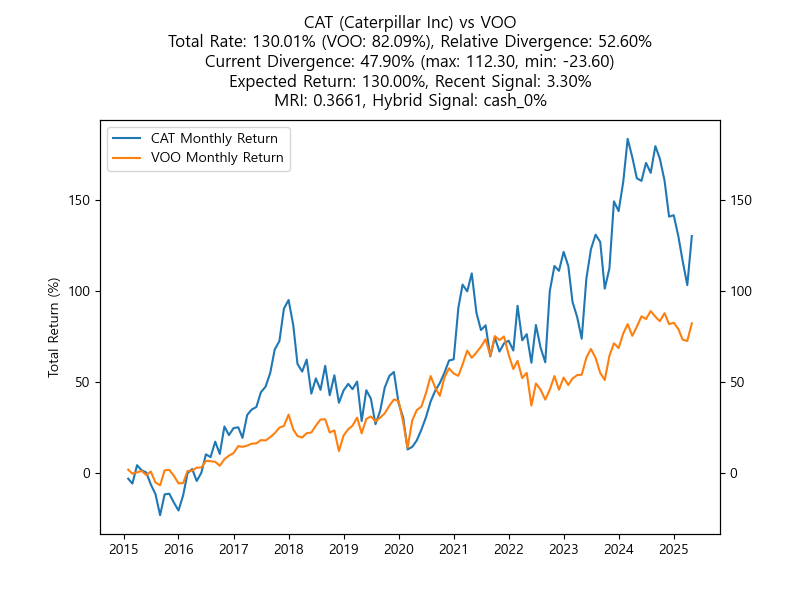 CAT (Caterpillar Inc) vs VOO
Total Rate: 130.01% (VOO: 82.09%), Relative Divergence: 52.60%
Current Divergence: 47.90% (max: 112.30, min: -23.60)
Expected Return: 130.00%, Recent Signal: 3.30%
MRI: 0.3661, Hybrid Signal: cash_0%
CAT Monthly Return
VOO Monthly Return
Total Return (%)
150
100
50
0
150
100
50
0
2015 2016 2017 2018 2019 2020 2021 2022 2023 2024 2025